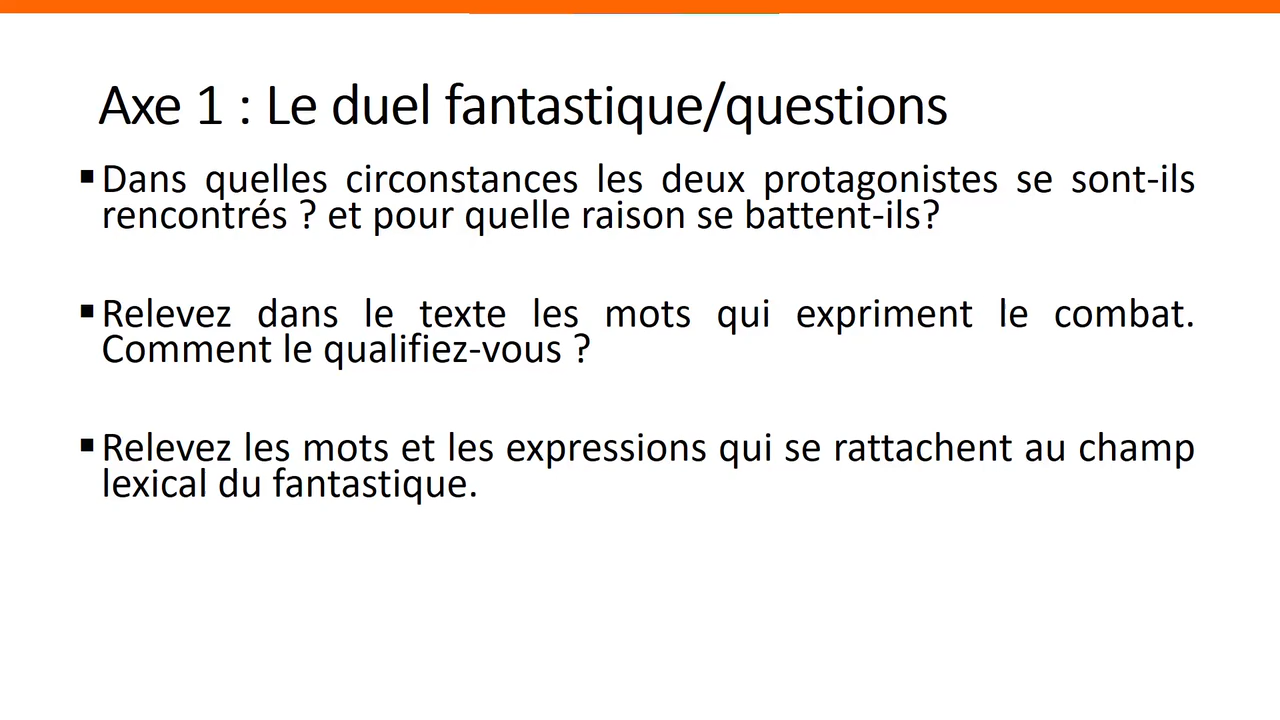 Axe 1 : Le duel fantastique/questions
▪Dans quelles circonstances les deux protagonistes se sont-ils
rencontrés ? et pour quelle raison se battent-ils?
▪Relevez dans le texte les mots qui expriment le combat.
Comment le qualifiez-vous ?
▪Relevez les mots et les expressions qui se rattachent au champ
lexical du fantastique.